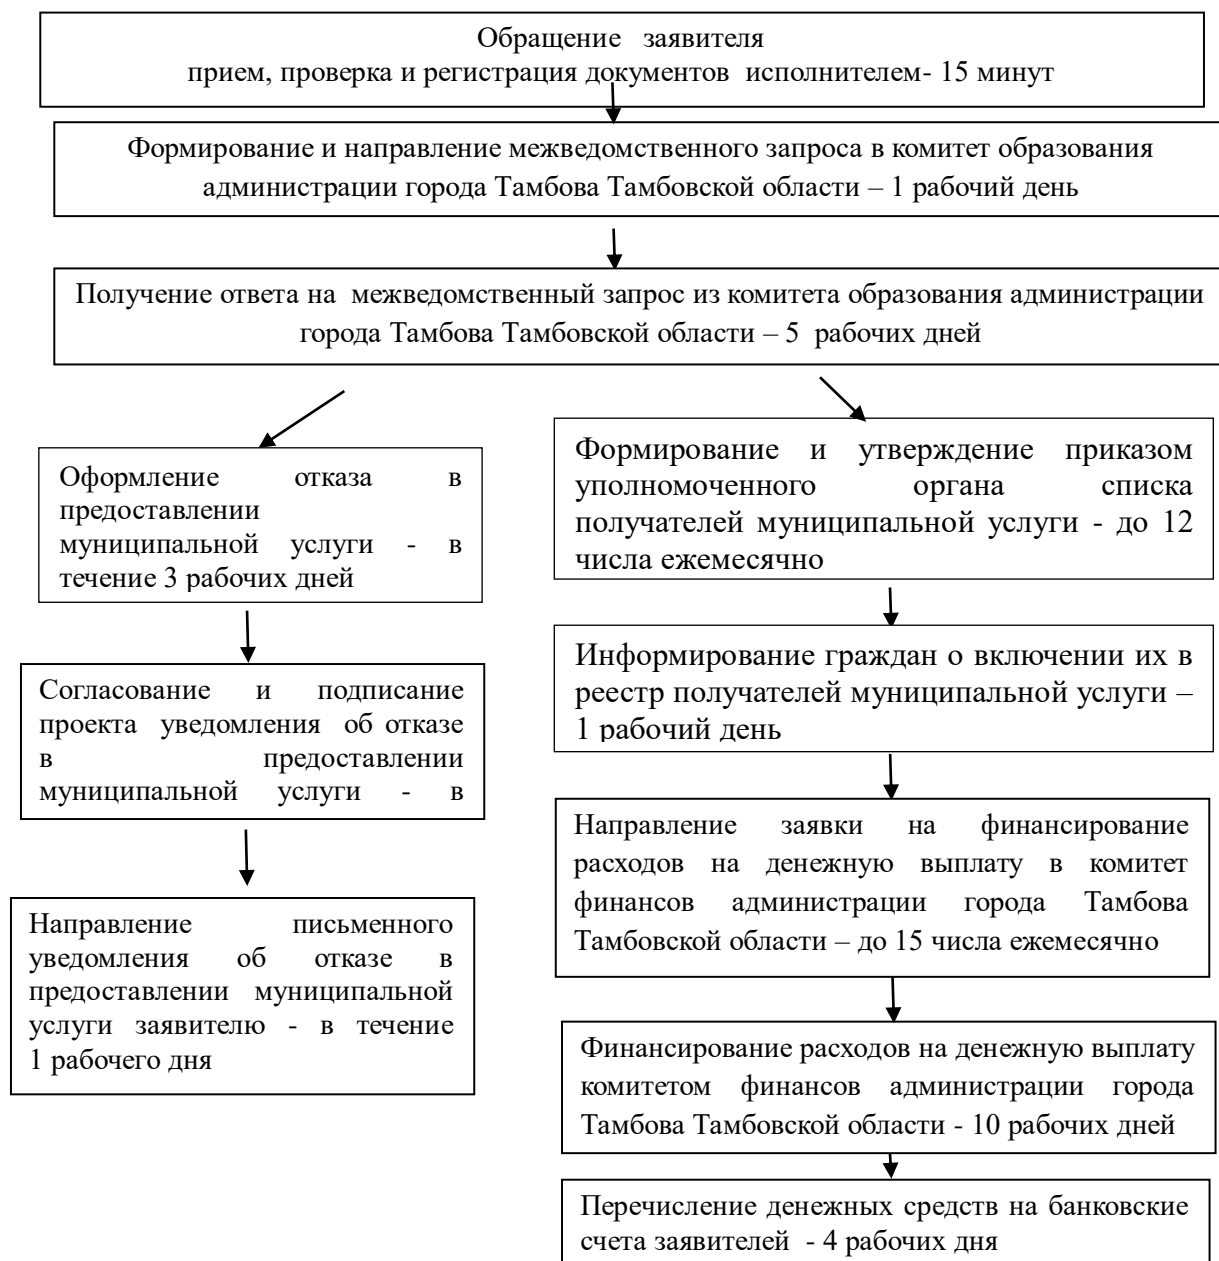 Обращение заявителя
прием, проверка и регистрация документов исполнителем- 15 минут
Формирование и направление межведомственного запроса в комитет образования
администрации города Тамбова Тамбовской области – 1 рабочий день
Получение ответа на межведомственный запрос из комитета образования администрации
города Тамбова Тамбовской области – 5 рабочих дней
Оформление отказа в
предоставлении
муниципальной услуги - в
течение 3 рабочих дней
Согласование и подписание
проекта уведомления об отказе
в предоставлении
муниципальной услуги - в
Направление письменного
уведомления об отказе в
предоставлении муниципальной
услуги заявителю - в течение
1 рабочего дня
Формирование и утверждение приказом
уполномоченного органа списка
получателей муниципальной услуги - до 12
числа ежемесячно
Информирование граждан о включении их в
реестр получателей муниципальной услуги –
1 рабочий день
Направление заявки на финансирование
расходов на денежную выплату в комитет
финансов администрации города Тамбова
Тамбовской области – до 15 числа ежемесячно
Финансирование расходов на денежную выплату
комитетом финансов администрации города
Тамбова Тамбовской области - 10 рабочих дней
Перечисление денежных средств на банковские
счета заявителей - 4 рабочих дня